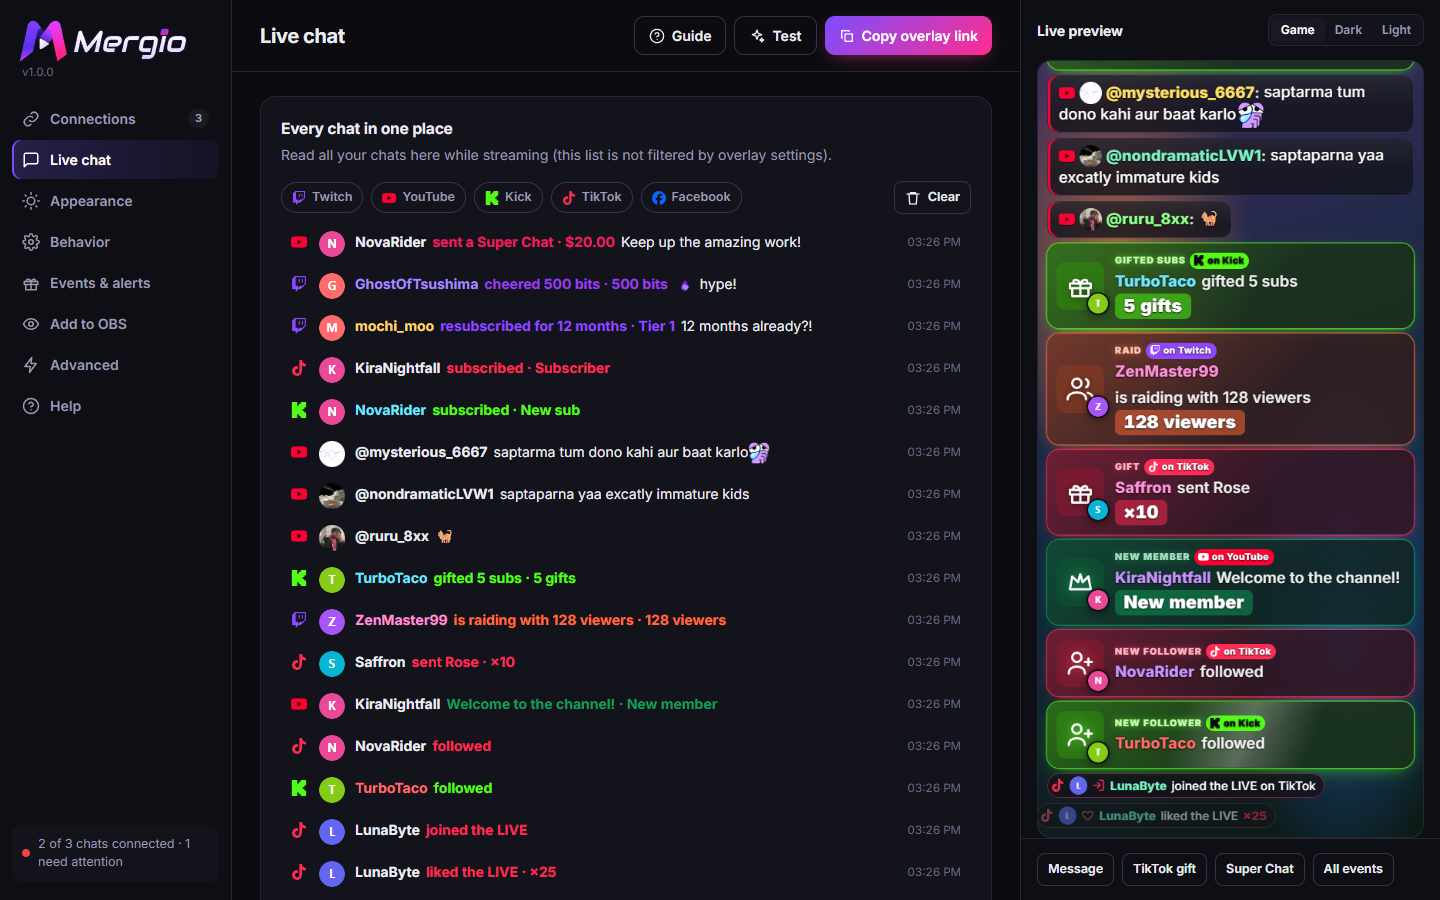 Mergio
v1.0.0
Connections
3
Live chat
Appearance
Behavior
Events & alerts
Add to OBS
Advanced
Help
2 of 3 chats connected · 1
need attention
Live chat
Guide
Test
Copy overlay link
Every chat in one place
Read all your chats here while streaming (this list is not filtered by overlay settings).
Twitch
YouTube
Kick
TikTok
Facebook
Clear
N NovaRider sent a Super Chat · $20.00 Keep up the amazing work! 03:26 PM
G GhostOfTsushima cheered 500 bits · 500 bits hype! 03:26 PM
M mochi_moo resubscribed for 12 months · Tier 1 12 months already?! 03:26 PM
K KiraNightfall subscribed · Subscriber 03:26 PM
N NovaRider subscribed · New sub 03:26 PM
@mysterious_6667 saptarma tum dono kahi aur baat karlo 03:26 PM
@nondramaticLVW1 saptaparna yaa excatly immature kids 03:26 PM
@ruru_8xx 03:26 PM
T TurboTaco gifted 5 subs · 5 gifts 03:26 PM
Z ZenMaster99 is raiding with 128 viewers · 128 viewers 03:26 PM
S Saffron sent Rose · ×10 03:26 PM
K KiraNightfall Welcome to the channel! · New member 03:26 PM
N NovaRider followed 03:26 PM
T TurboTaco followed 03:26 PM
L LunaByte joined the LIVE 03:26 PM
L LunaByte liked the LIVE · ×25 03:26 PM
Live preview
Game
Dark
Light
@mysterious_6667: saptarma tum
dono kahi aur baat karlo
@nondramaticLVW1: saptaparna yaa
excatly immature kids
@ruru_8xx:
GIFTED SUBS on Kick
TurboTaco gifted 5 subs
T
5 gifts
RAID on Twitch
ZenMaster99
is raiding with 128 viewers
Z
128 viewers
GIFT on TikTok
Saffron sent Rose
S
×10
NEW MEMBER on YouTube
KiraNightfall Welcome to the channel!
K
New member
NEW FOLLOWER on TikTok
NovaRider followed
N
NEW FOLLOWER on Kick
TurboTaco followed
T
L LunaByte joined the LIVE on TikTok
L LunaByte liked the LIVE ×25
Message
TikTok gift
Super Chat
All events